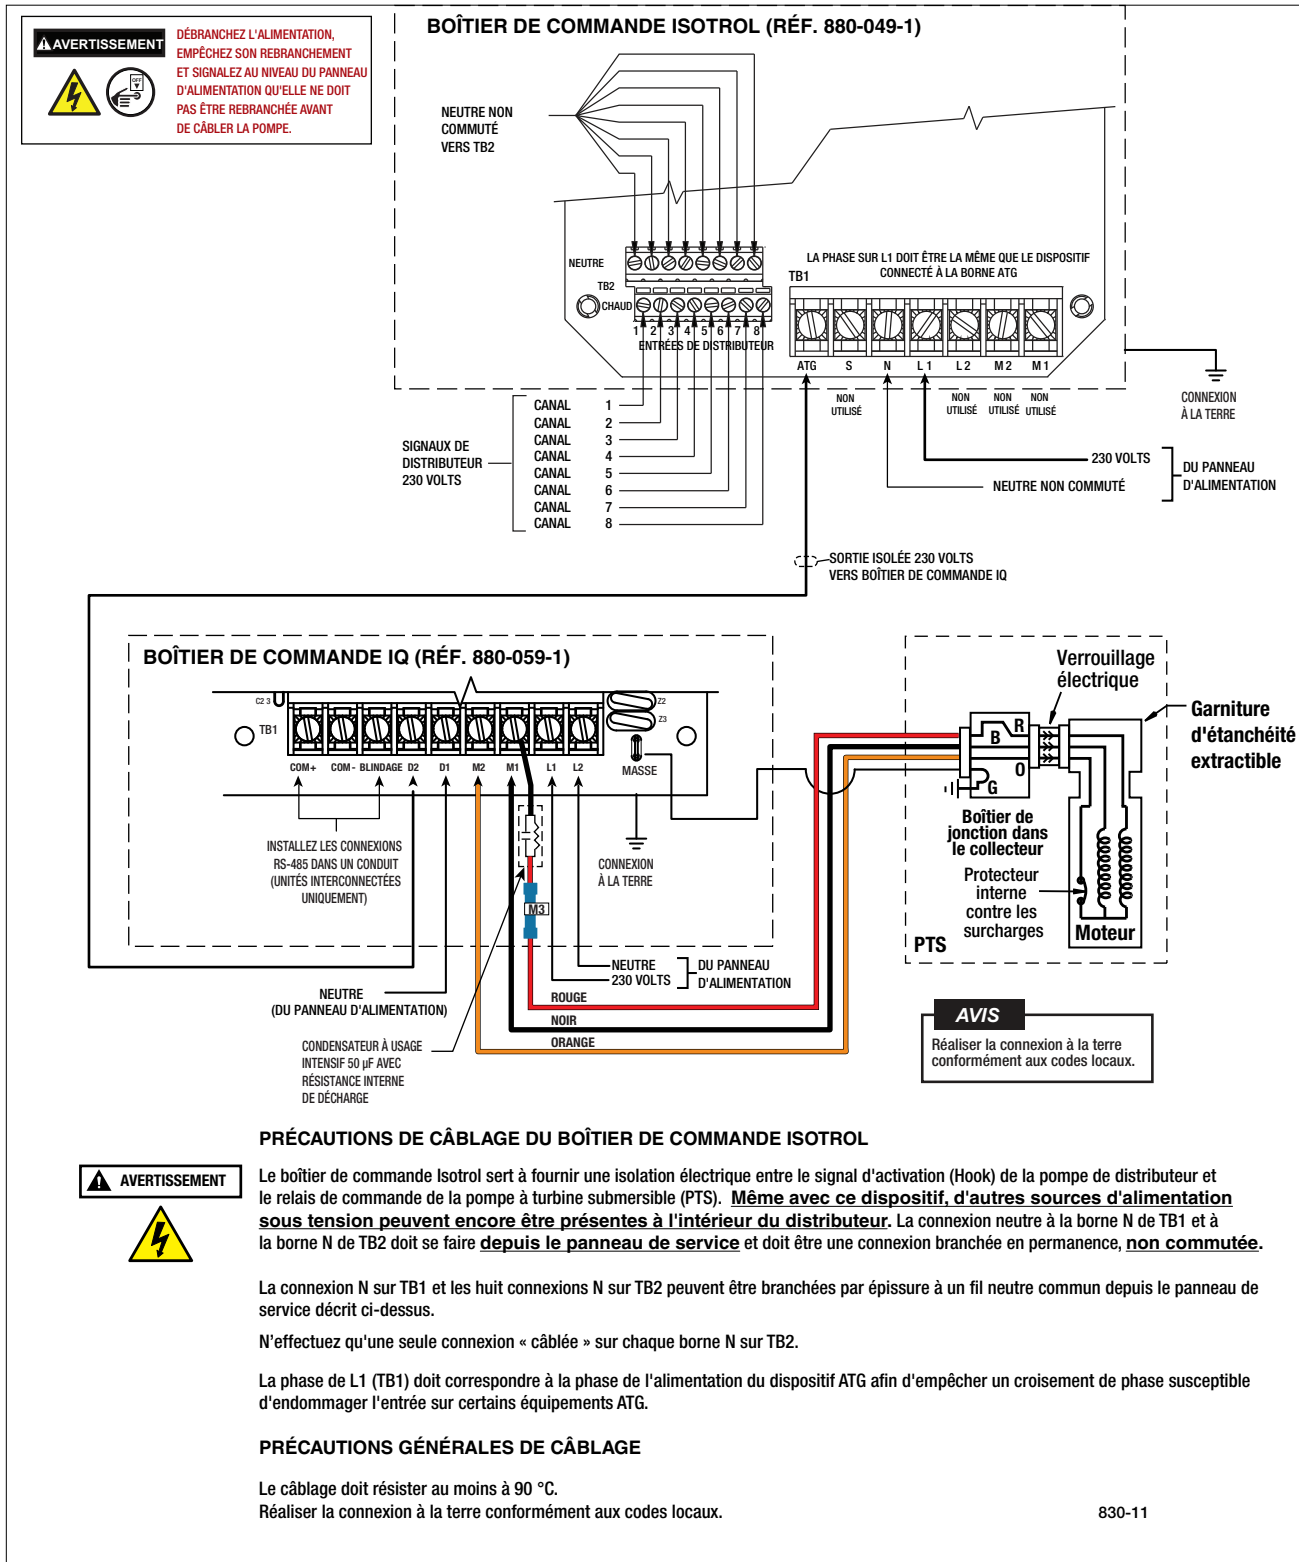 AVERTISSEMENT
DÉBRANCHEZ L'ALIMENTATION,
EMPÊCHEZ SON REBRANCHEMENT
ET SIGNALEZ AU NIVEAU DU PANNEAU
D'ALIMENTATION QU'ELLE NE DOIT
PAS ÊTRE REBRANCHÉE AVANT
DE CÂBLER LA POMPE.
OFF
BOÎTIER DE COMMANDE ISOTROL (RÉF. 880-049-1)
NEUTRE NON
COMMUTÉ
VERS TB2
NEUTRE
TB2
CHAUD
1 2 3 4 5 6 7 8
ENTRÉES DE DISTRIBUTEUR
LA PHASE SUR L1 DOIT ÊTRE LA MÊME QUE LE DISPOSITIF
CONNECTÉ À LA BORNE ATG
TB1
ATG S N L 1 L 2 M 2 M 1
NON
UTILISÉ
NON
UTILISÉ
NON
UTILISÉ
NON
UTILISÉ
CONNEXION
À LA TERRE
SIGNAUX DE
DISTRIBUTEUR
230 VOLTS
CANAL 1
CANAL 2
CANAL 3
CANAL 4
CANAL 5
CANAL 6
CANAL 7
CANAL 8
230 VOLTS
NEUTRE NON COMMUTÉ
DU PANNEAU
D'ALIMENTATION
SORTIE ISOLÉE 230 VOLTS
VERS BOÎTIER DE COMMANDE IQ
BOÎTIER DE COMMANDE IQ (RÉF. 880-059-1)
C2 3
TB1
Z2
Z3
COM+ COM- BLINDAGE D2 D1 M2 M1 L1 L2
MASSE
INSTALLEZ LES CONNEXIONS
RS-485 DANS UN CONDUIT
(UNITÉS INTERCONNECTÉES
UNIQUEMENT)
CONNEXION
À LA TERRE
M3
NEUTRE
230 VOLTS
DU PANNEAU
D'ALIMENTATION
NEUTRE
(DU PANNEAU D'ALIMENTATION)
ROUGE
NOIR
ORANGE
CONDENSATEUR À USAGE
INTENSIF 50 µF AVEC
RÉSISTANCE INTERNE
DE DÉCHARGE
Verrouillage
électrique
Garniture
d'étanchéité
extractible
R
B
O
G
Boîtier de
jonction dans
le collecteur
Protecteur
interne
contre les
surcharges
Moteur
PTS
AVIS
Réaliser la connexion à la terre
conformément aux codes locaux.
PRÉCAUTIONS DE CÂBLAGE DU BOÎTIER DE COMMANDE ISOTROL
AVERTISSEMENT
Le boîtier de commande Isotrol sert à fournir une isolation électrique entre le signal d'activation (Hook) de la pompe de distributeur et
le relais de commande de la pompe à turbine submersible (PTS). Même avec ce dispositif, d'autres sources d'alimentation
sous tension peuvent encore être présentes à l'intérieur du distributeur. La connexion neutre à la borne N de TB1 et à
la borne N de TB2 doit se faire depuis le panneau de service et doit être une connexion branchée en permanence, non commutée.
La connexion N sur TB1 et les huit connexions N sur TB2 peuvent être branchées par épissure à un fil neutre commun depuis le panneau de
service décrit ci-dessus.
N'effectuez qu'une seule connexion « câblée » sur chaque borne N sur TB2.
La phase de L1 (TB1) doit correspondre à la phase de l'alimentation du dispositif ATG afin d'empêcher un croisement de phase susceptible
d'endommager l'entrée sur certains équipements ATG.
PRÉCAUTIONS GÉNÉRALES DE CÂBLAGE
Le câblage doit résister au moins à 90 °C.
Réaliser la connexion à la terre conformément aux codes locaux.
830-11